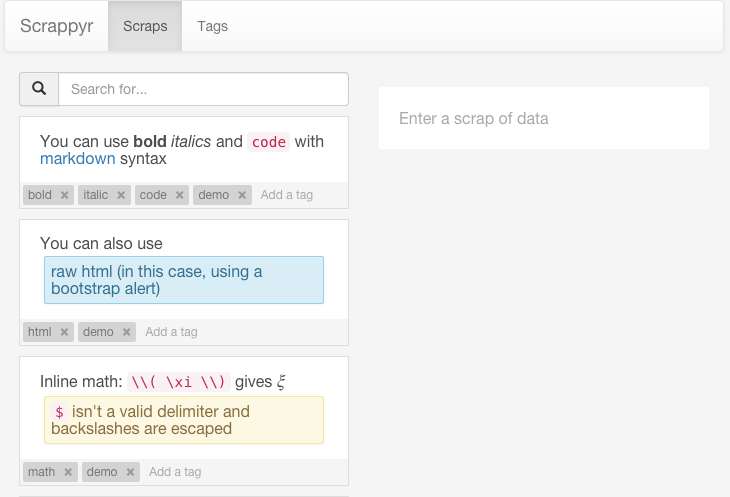 Scrappyr Scraps Tags
Search for...
You can use bold italics and code with
markdown syntax
bold × italic × code × demo × Add a tag
You can also use
raw html (in this case, using a
bootstrap alert)
html × demo × Add a tag
Inline math: \\( \xi \\) gives ξ
$ isn't a valid delimiter and
backslashes are escaped
math × demo × Add a tag
Enter a scrap of data